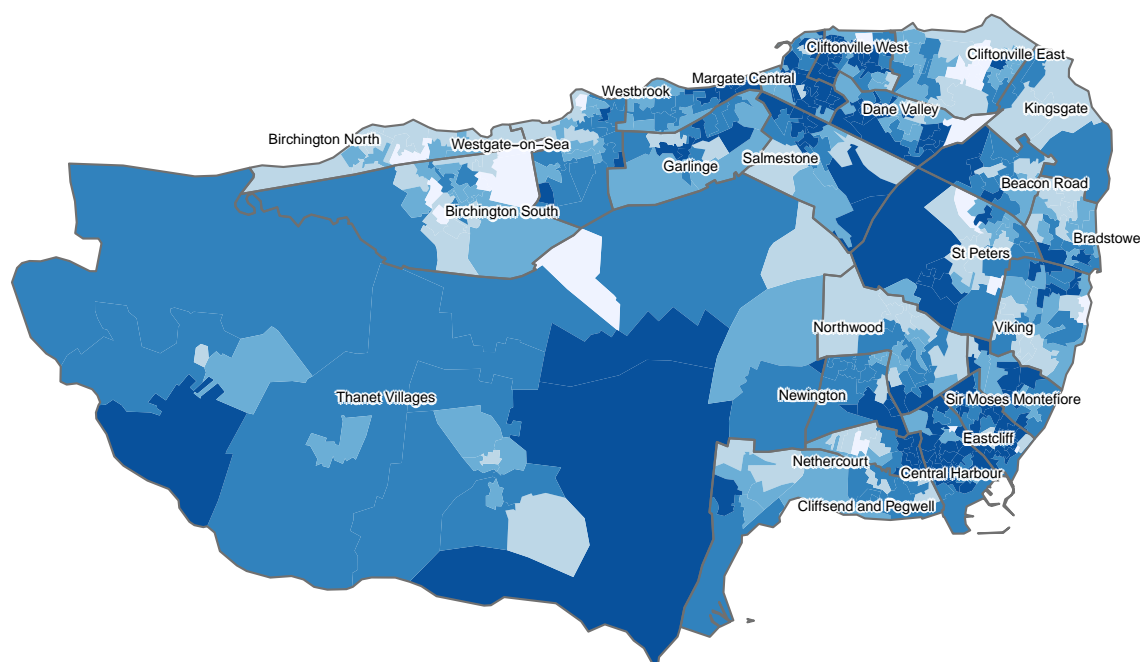 Cliftonville West
Cliftonville East
Margate Central
Westbrook
Dane Valley
Kingsgate
Birchington North
Westgate-on-Sea
Salmestone
Garlinge
Beacon Road
Birchington South
Bradstowe
St Peters
Northwood
Viking
Thanet Villages
Newington
Sir Moses Montefiore
Eastcliff
Nethercourt
Central Harbour
Cliffsend and Pegwell